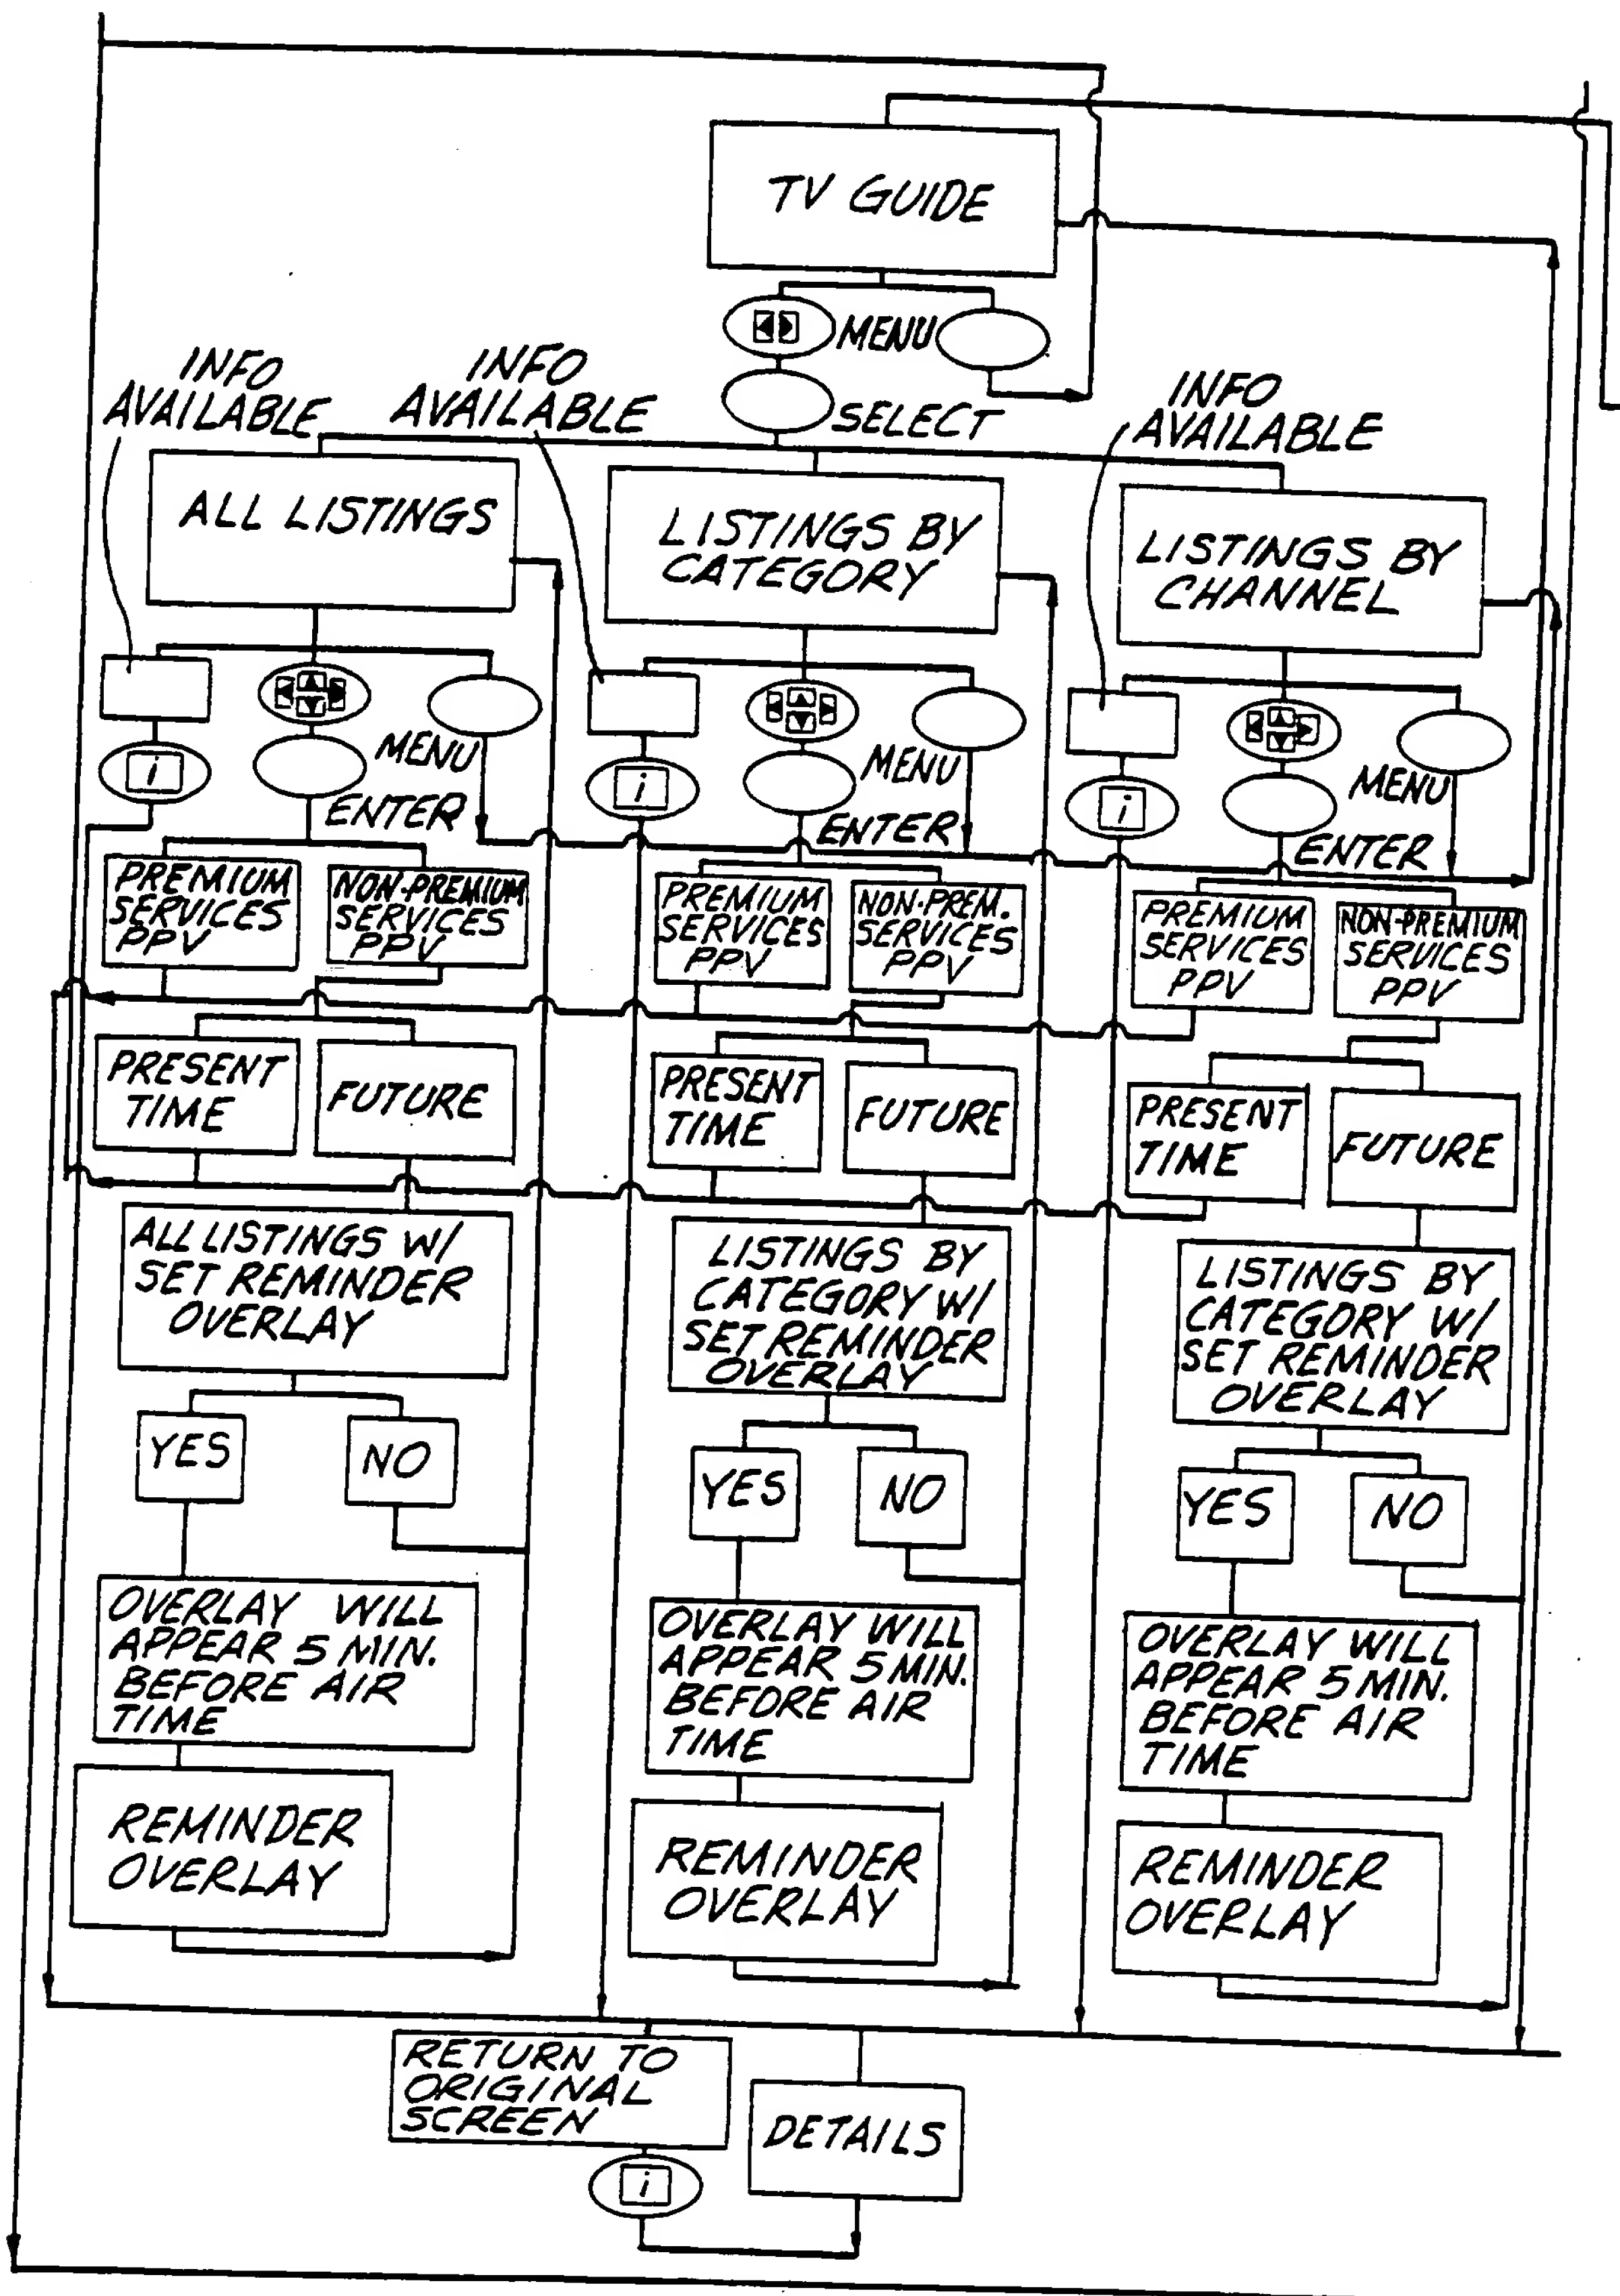 TV GUIDE
MENU
SELECT
INFO
AVAILABLE
INFO
AVAILABLE
INFO
AVAILABLE
ALL LISTINGS
LISTINGS BY
CATEGORY
LISTINGS BY
CHANNEL
i
MENU
ENTER
i
MENU
ENTER
i
MENU
ENTER
PREMIUM
SERVICES
PPV
NON-PREMIUM
SERVICES
PPV
PREMIUM
SERVICES
PPV
NON-PREM.
SERVICES
PPV
PREMIUM
SERVICES
PPV
NON-PREMIUM
SERVICES
PPV
PRESENT
TIME
FUTURE
PRESENT
TIME
FUTURE
PRESENT
TIME
FUTURE
ALL LISTINGS W/
SET REMINDER
OVERLAY
LISTINGS BY
CATEGORY W/
SET REMINDER
OVERLAY
LISTINGS BY
CATEGORY W/
SET REMINDER
OVERLAY
YES
NO
YES
NO
YES
NO
OVERLAY WILL
APPEAR 5 MIN.
BEFORE AIR
TIME
OVERLAY WILL
APPEAR 5 MIN.
BEFORE AIR
TIME
OVERLAY WILL
APPEAR 5 MIN.
BEFORE AIR
TIME
REMINDER
OVERLAY
REMINDER
OVERLAY
REMINDER
OVERLAY
RETURN TO
ORIGINAL
SCREEN
DETAILS
i